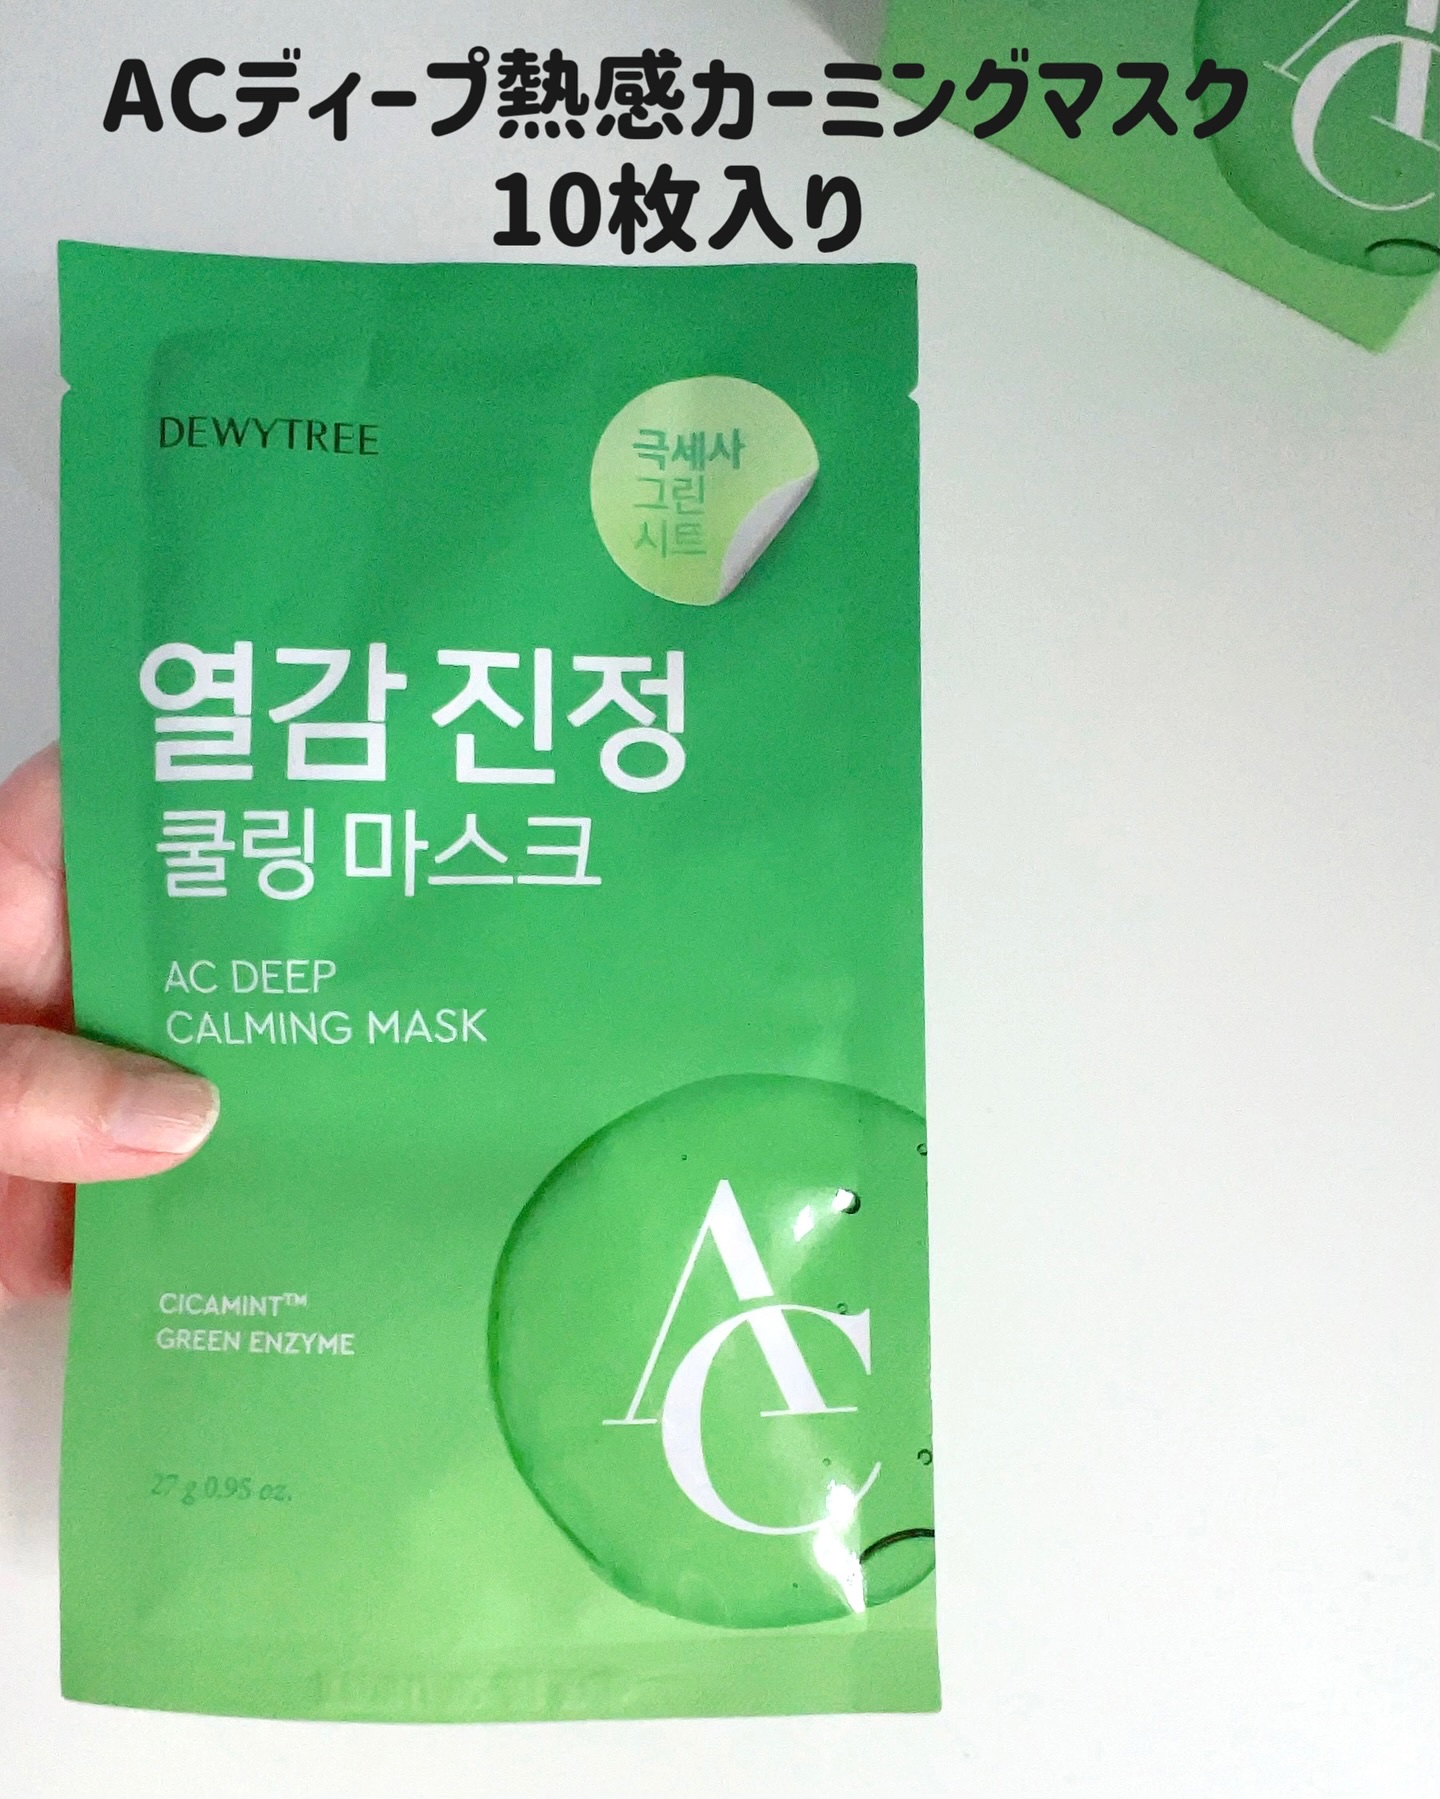 ACディープ熱感カーミングマスク
10枚入り
AC
DEWYTREE
극세사
그린
시트
열감 진정
쿨링 마스크
AC DEEP
CALMING MASK
CICAMINT™
GREEN ENZYME
AC
27 g 0.95 oz.